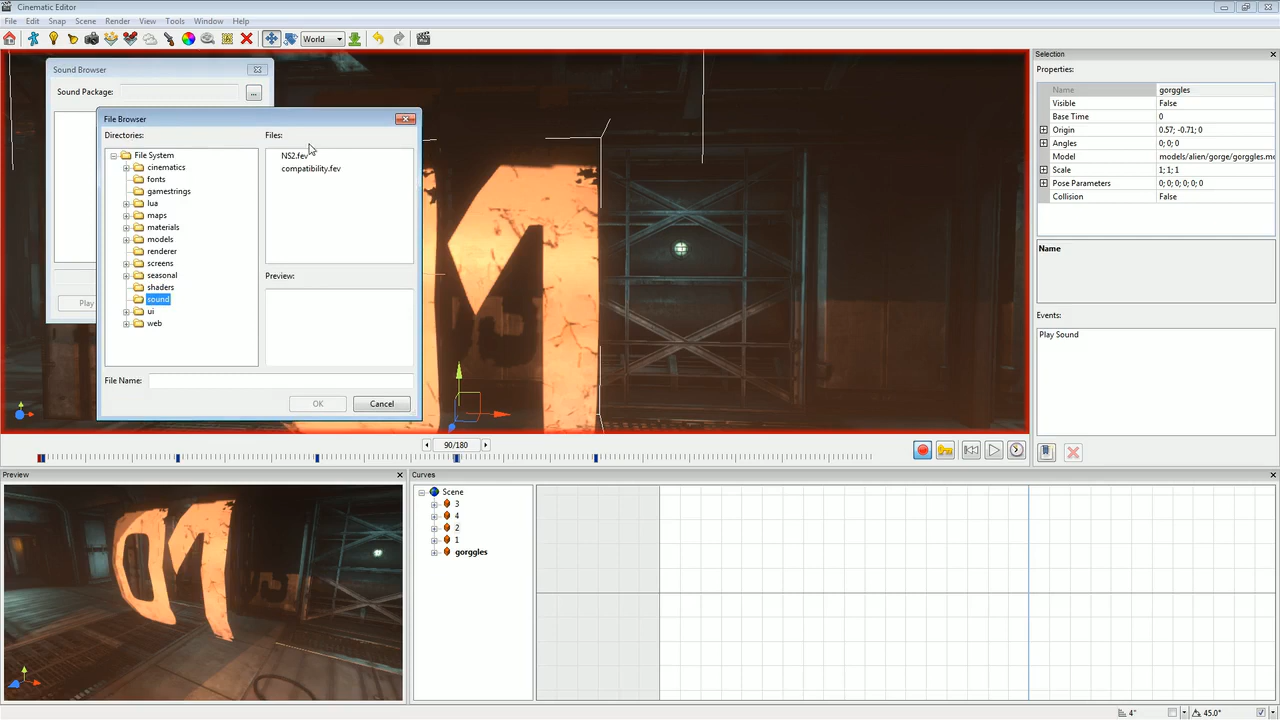 Cinematic Editor
File Edit Snap Scene Render View Tools Window Help
World
Sound Browser
Sound Package:
...
Play
File Browser
Directories:
Files:
File System
cinematics
fonts
gamestrings
lua
maps
materials
models
renderer
screens
seasonal
shaders
sound
ui
web
NS2.fev
compatibility.fev
Preview:
File Name:
OK
Cancel
90/180
Selection
Properties:
Name gorggles
Visible False
Base Time 0
Origin 0.57; -0.71; 0
Angles 0; 0; 0
Model models/alien/gorge/gorggles.mo
Scale 1; 1; 1
Pose Parameters 0; 0; 0; 0; 0
Collision False
Name
Events:
Play Sound
Preview
Curves
Scene
3
4
2
1
gorggles
4"
45.0°